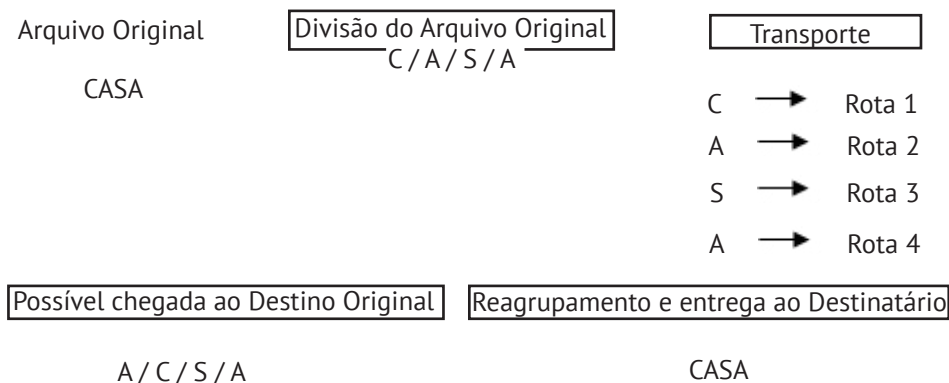 Arquivo Original
CASA
Divisão do Arquivo Original
C / A / S / A
Transporte
C Rota 1
A Rota 2
S Rota 3
A Rota 4
Possível chegada ao Destino Original
A / C / S / A
Reagrupamento e entrega ao Destinatário
CASA